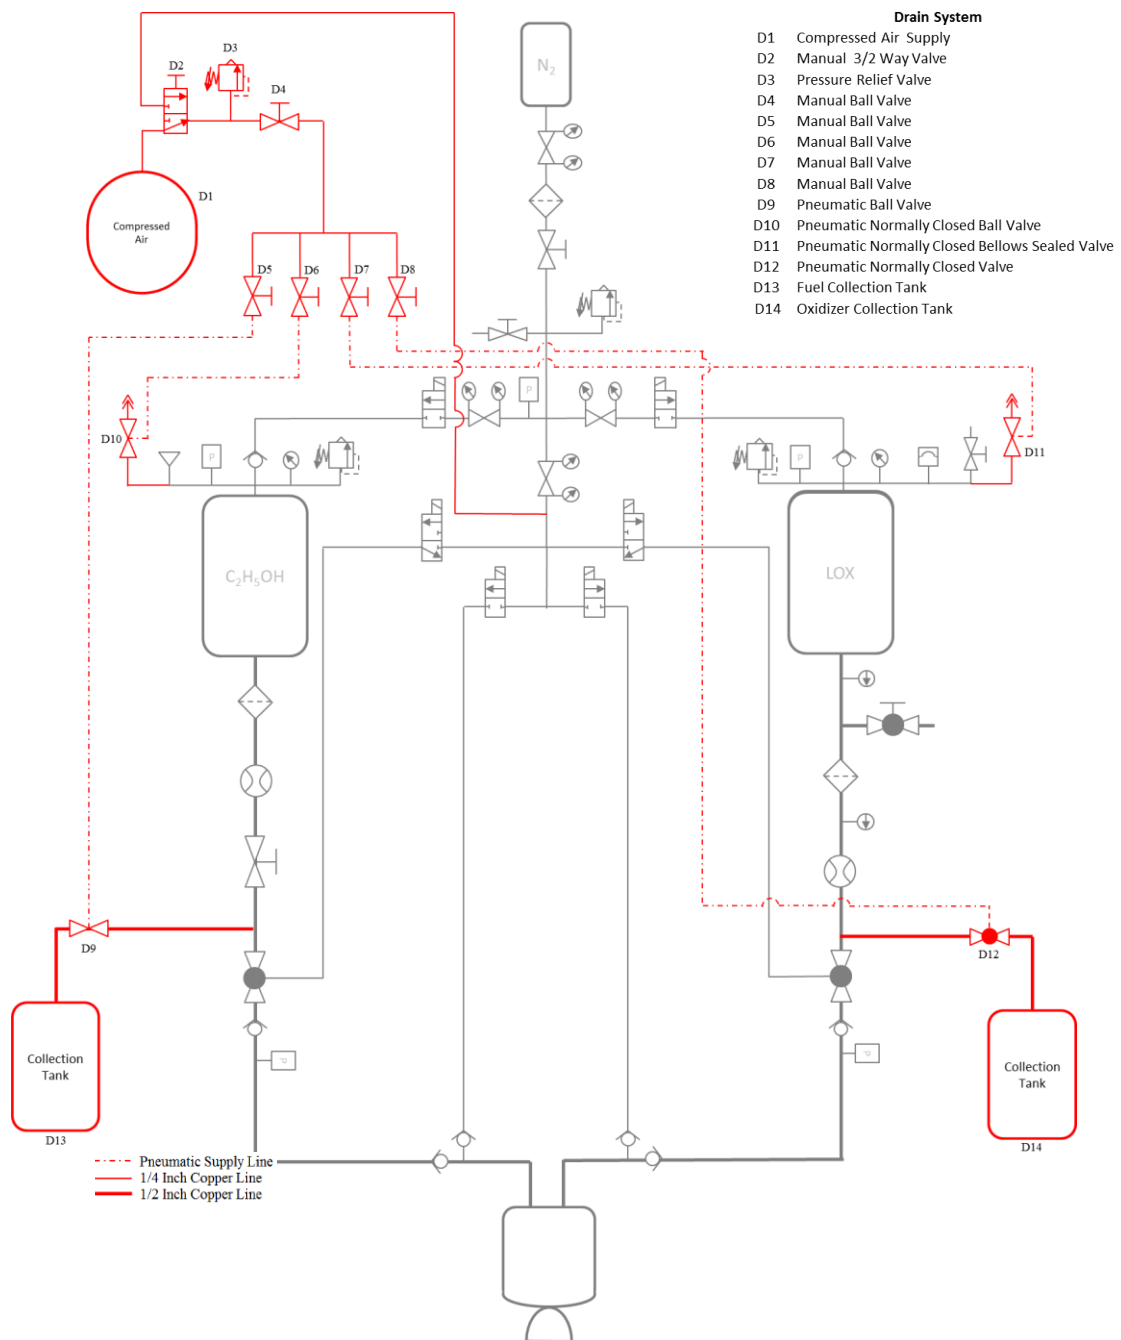 Drain System
D1 Compressed Air Supply
D2 Manual 3/2 Way Valve
D3 Pressure Relief Valve
D4 Manual Ball Valve
D5 Manual Ball Valve
D6 Manual Ball Valve
D7 Manual Ball Valve
D8 Manual Ball Valve
D9 Pneumatic Ball Valve
D10 Pneumatic Normally Closed Ball Valve
D11 Pneumatic Normally Closed Bellows Sealed Valve
D12 Pneumatic Normally Closed Valve
D13 Fuel Collection Tank
D14 Oxidizer Collection Tank
D3
D2
D4
N₂
D1
Compressed
Air
D5
D6
D7
D8
P
D10
P
P
D11
C₂H₅OH
LOX
D9
D12
Collection
Tank
D13
P
P
Collection
Tank
D14
Pneumatic Supply Line
1/4 Inch Copper Line
1/2 Inch Copper Line